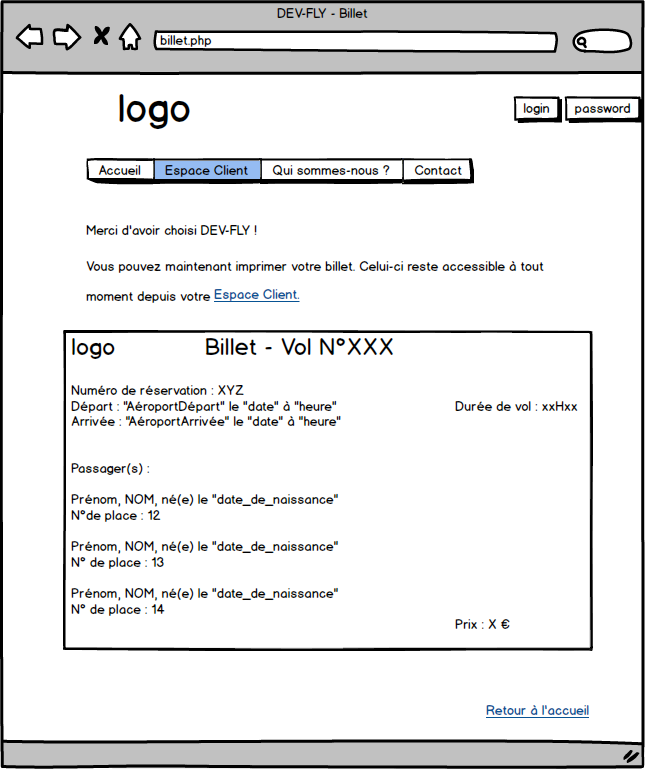 DEV-FLY - Billet
billet.php
logo
login password
Accueil Espace Client Qui sommes-nous ? Contact
Merci d'avoir choisi DEV-FLY !
Vous pouvez maintenant imprimer votre billet. Celui-ci reste accessible à tout
moment depuis votre Espace Client.
logo Billet - Vol N°XXX
Numéro de réservation : XYZ
Départ : "AéroportDépart" le "date" à "heure" Durée de vol : xxHxx
Arrivée : "AéroportArrivée" le "date" à "heure"
Passager(s) :
Prénom, NOM, né(e) le "date_de_naissance"
N°de place : 12
Prénom, NOM, né(e) le "date_de_naissance"
N° de place : 13
Prénom, NOM, né(e) le "date_de_naissance"
N° de place : 14
Prix : X €
Retour à l'accueil